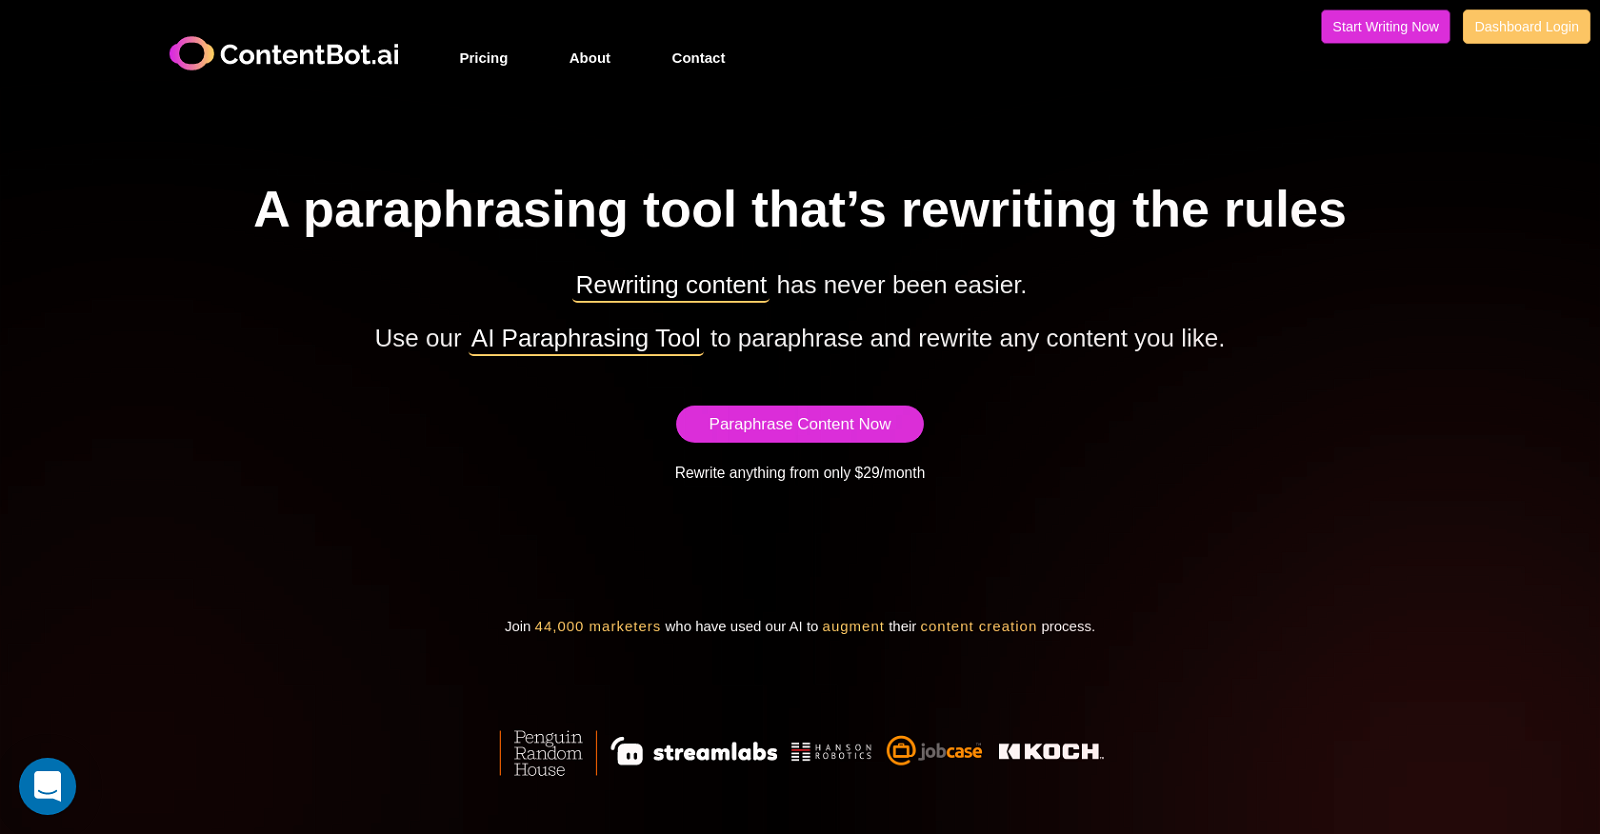 Start Writing Now
Dashboard Login
ContentBot.ai
Pricing
About
Contact
A paraphrasing tool that’s rewriting the rules
Rewriting content has never been easier.
Use our AI Paraphrasing Tool to paraphrase and rewrite any content you like.
Paraphrase Content Now
Rewrite anything from only $29/month
Join 44,000 marketers who have used our AI to augment their content creation process.
Penguin
Random
House
streamlabs
HANSON
ROBOTICS
jobcase
KOCH